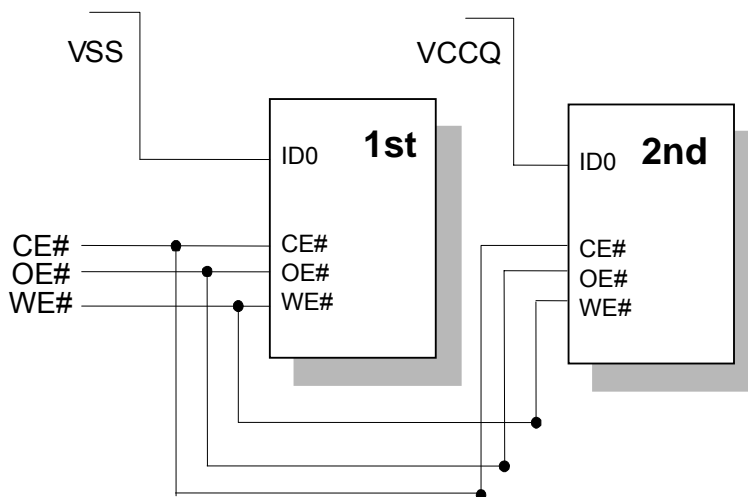 VSS
VCCQ
1st
ID0
2nd
ID0
CE#
OE#
WE#
CE#
OE#
WE#
CE#
OE#
WE#